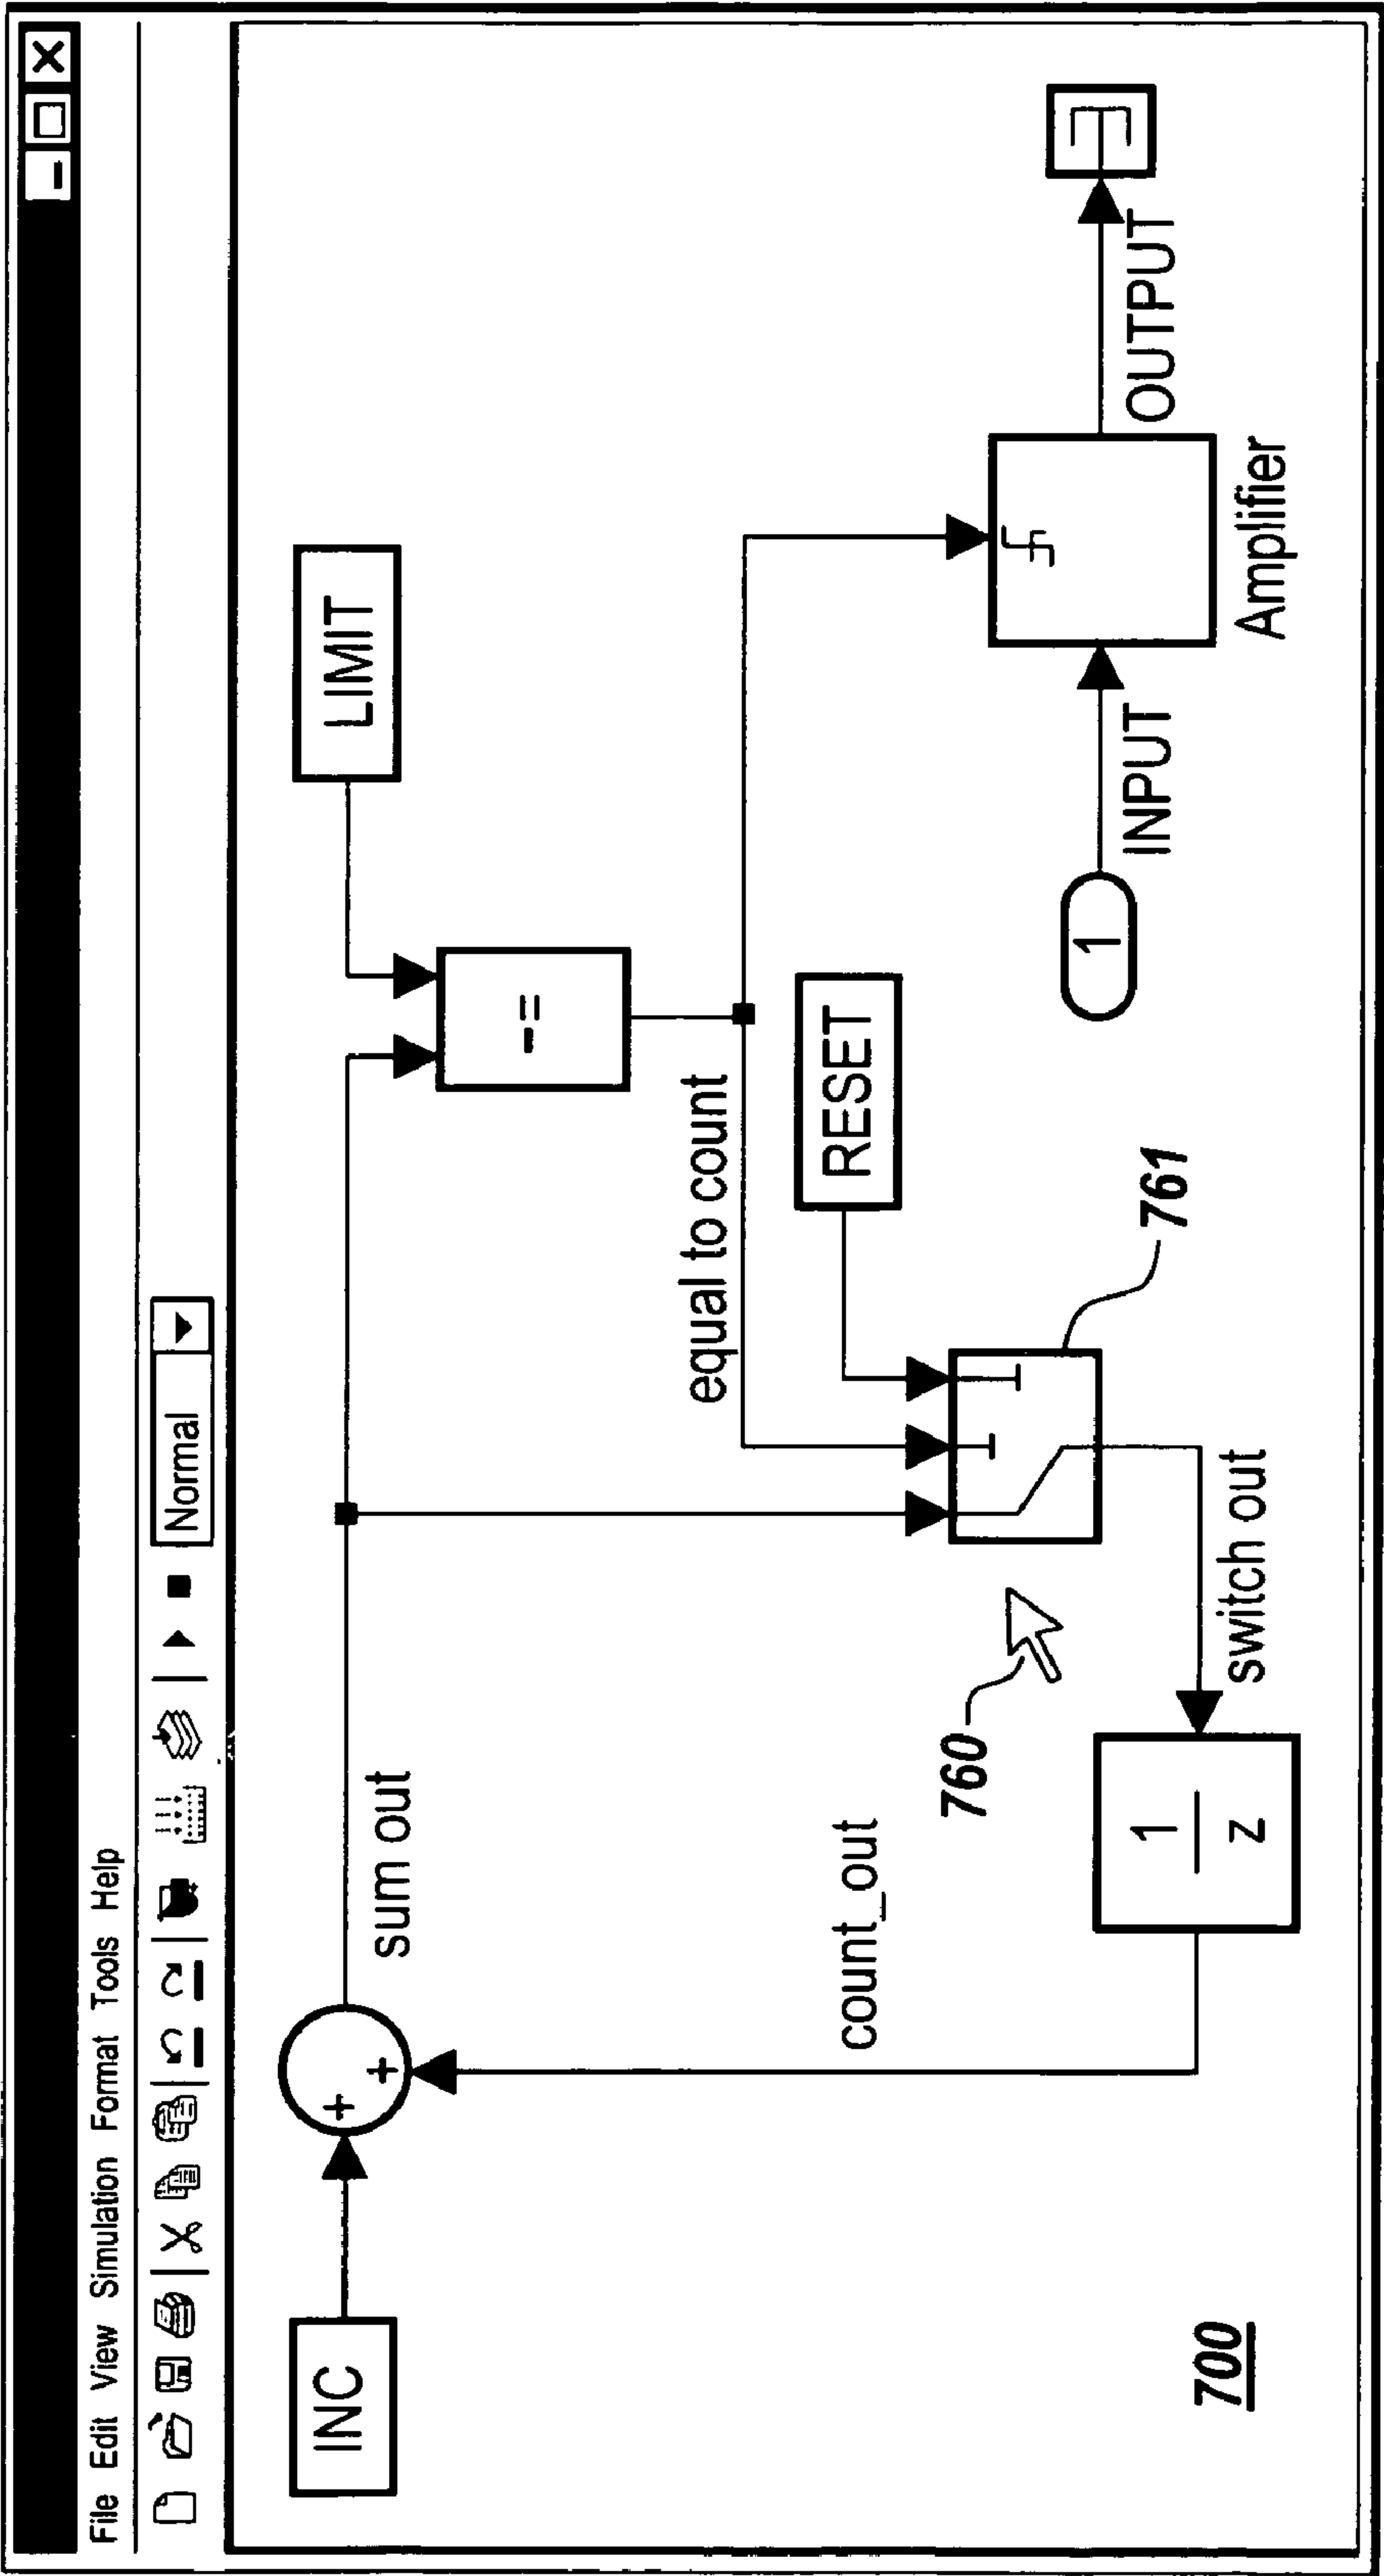 File Edit View Simulation Format Tools Help
Normal
INC
+
+
sum out
LIMIT
-=
equal to count
RESET
count_out
760
761
1
z
switch out
1
INPUT
OUTPUT
Amplifier
700